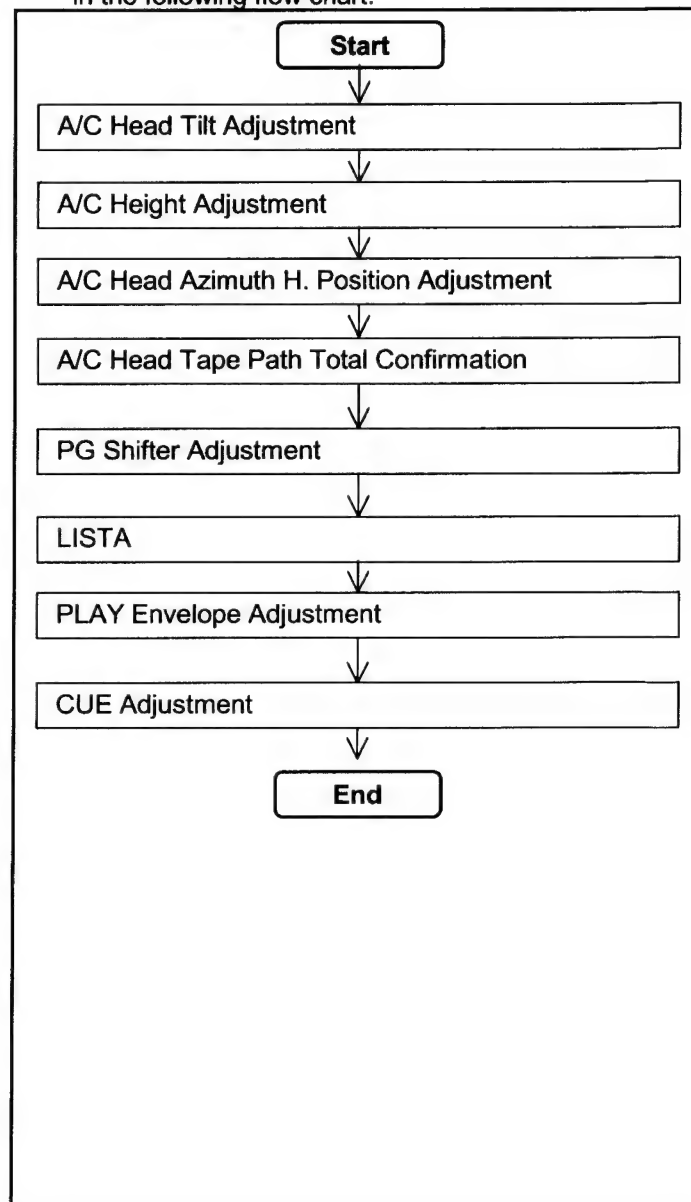 in the following flow chart.
Start
A/C Head Tilt Adjustment
A/C Height Adjustment
A/C Head Azimuth H. Position Adjustment
A/C Head Tape Path Total Confirmation
PG Shifter Adjustment
LISTA
PLAY Envelope Adjustment
CUE Adjustment
End